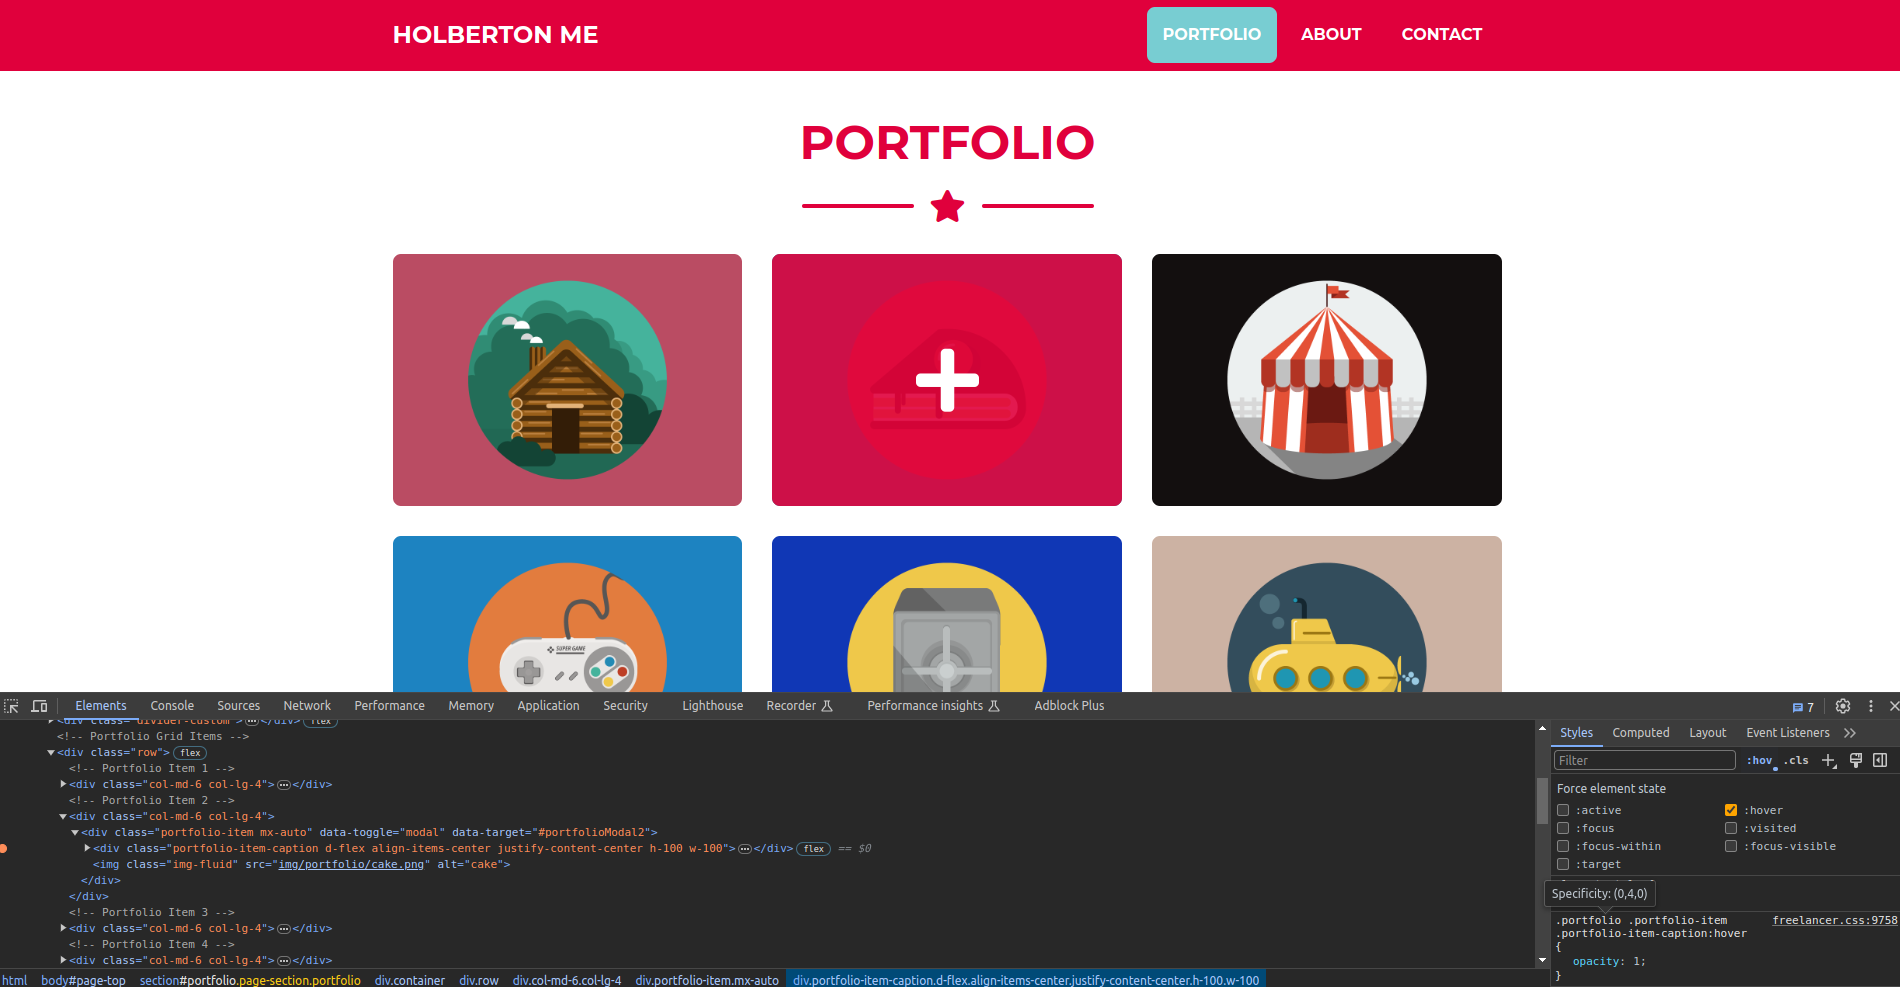 HOLBERTON ME
PORTFOLIO
ABOUT
CONTACT
PORTFOLIO
SUPER GAME
Elements
Console
Sources
Network
Performance
Memory
Application
Security
Lighthouse
Recorder
Performance insights
Adblock Plus
7
<div class="divider-custom">…</div> flex
<!-- Portfolio Grid Items -->
<div class="row"> flex
<!-- Portfolio Item 1 -->
<div class="col-md-6 col-lg-4">…</div>
<!-- Portfolio Item 2 -->
<div class="col-md-6 col-lg-4">
<div class="portfolio-item mx-auto" data-toggle="modal" data-target="#portfolioModal2">
<div class="portfolio-item-caption d-flex align-items-center justify-content-center h-100 w-100">…</div> flex == $0
<img class="img-fluid" src="img/portfolio/cake.png" alt="cake">
</div>
</div>
<!-- Portfolio Item 3 -->
<div class="col-md-6 col-lg-4">…</div>
<!-- Portfolio Item 4 -->
<div class="col-md-6 col-lg-4">…</div>
html
body#page-top
section#portfolio.page-section.portfolio
div.container
div.row
div.col-md-6.col-lg-4
div.portfolio-item.mx-auto
div.portfolio-item-caption.d-flex.align-items-center.justify-content-center.h-100.w-100
Styles
Computed
Layout
Event Listeners
Filter
:hov
.cls
Force element state
:active
:hover
:focus
:visited
:focus-within
:focus-visible
:target
Specificity: (0,4,0)
.portfolio .portfolio-item freelancer.css:9758
.portfolio-item-caption:hover
{
opacity: 1;
}